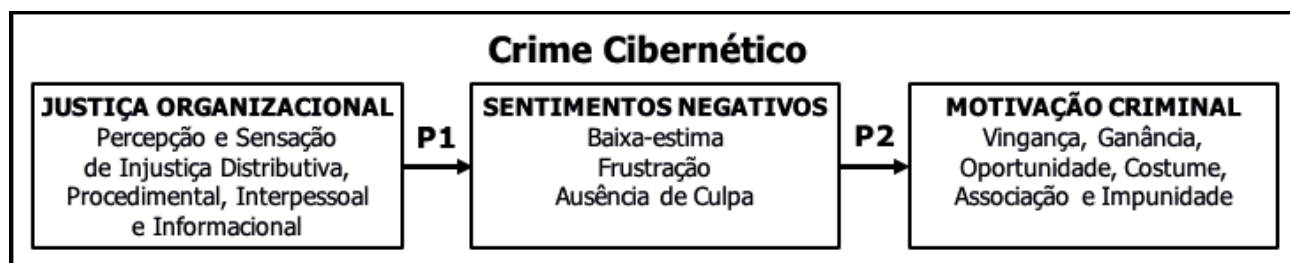 Crime Cibernético
JUSTIÇA ORGANIZACIONAL
Percepção e Sensação
de Injustiça Distributiva,
Procedimental, Interpessoal
e Informacional
P1
SENTIMENTOS NEGATIVOS
Baixa-estima
Frustração
Ausência de Culpa
P2
MOTIVAÇÃO CRIMINAL
Vingança, Ganância,
Oportunidade, Costume,
Associação e Impunidade